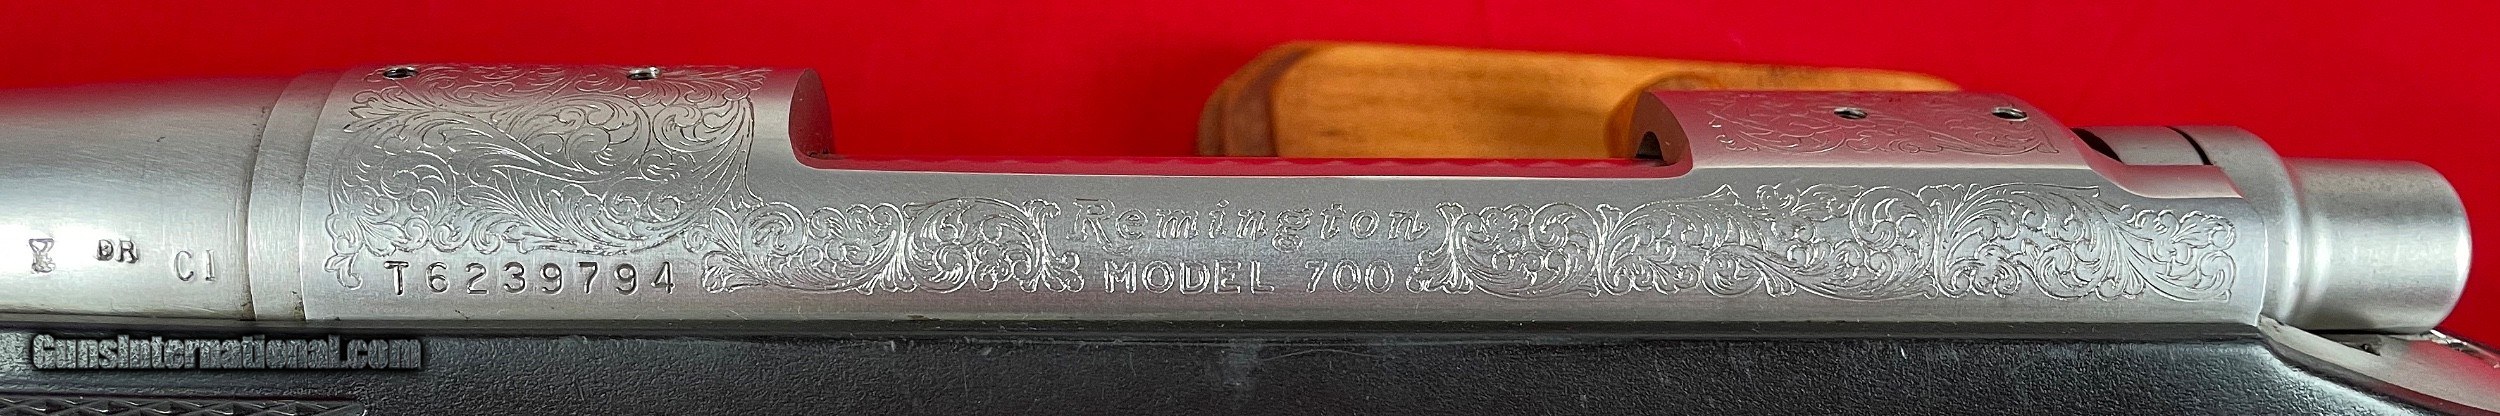 Remington
DR C1 T6239794 MODEL 700
GunsInternational.com